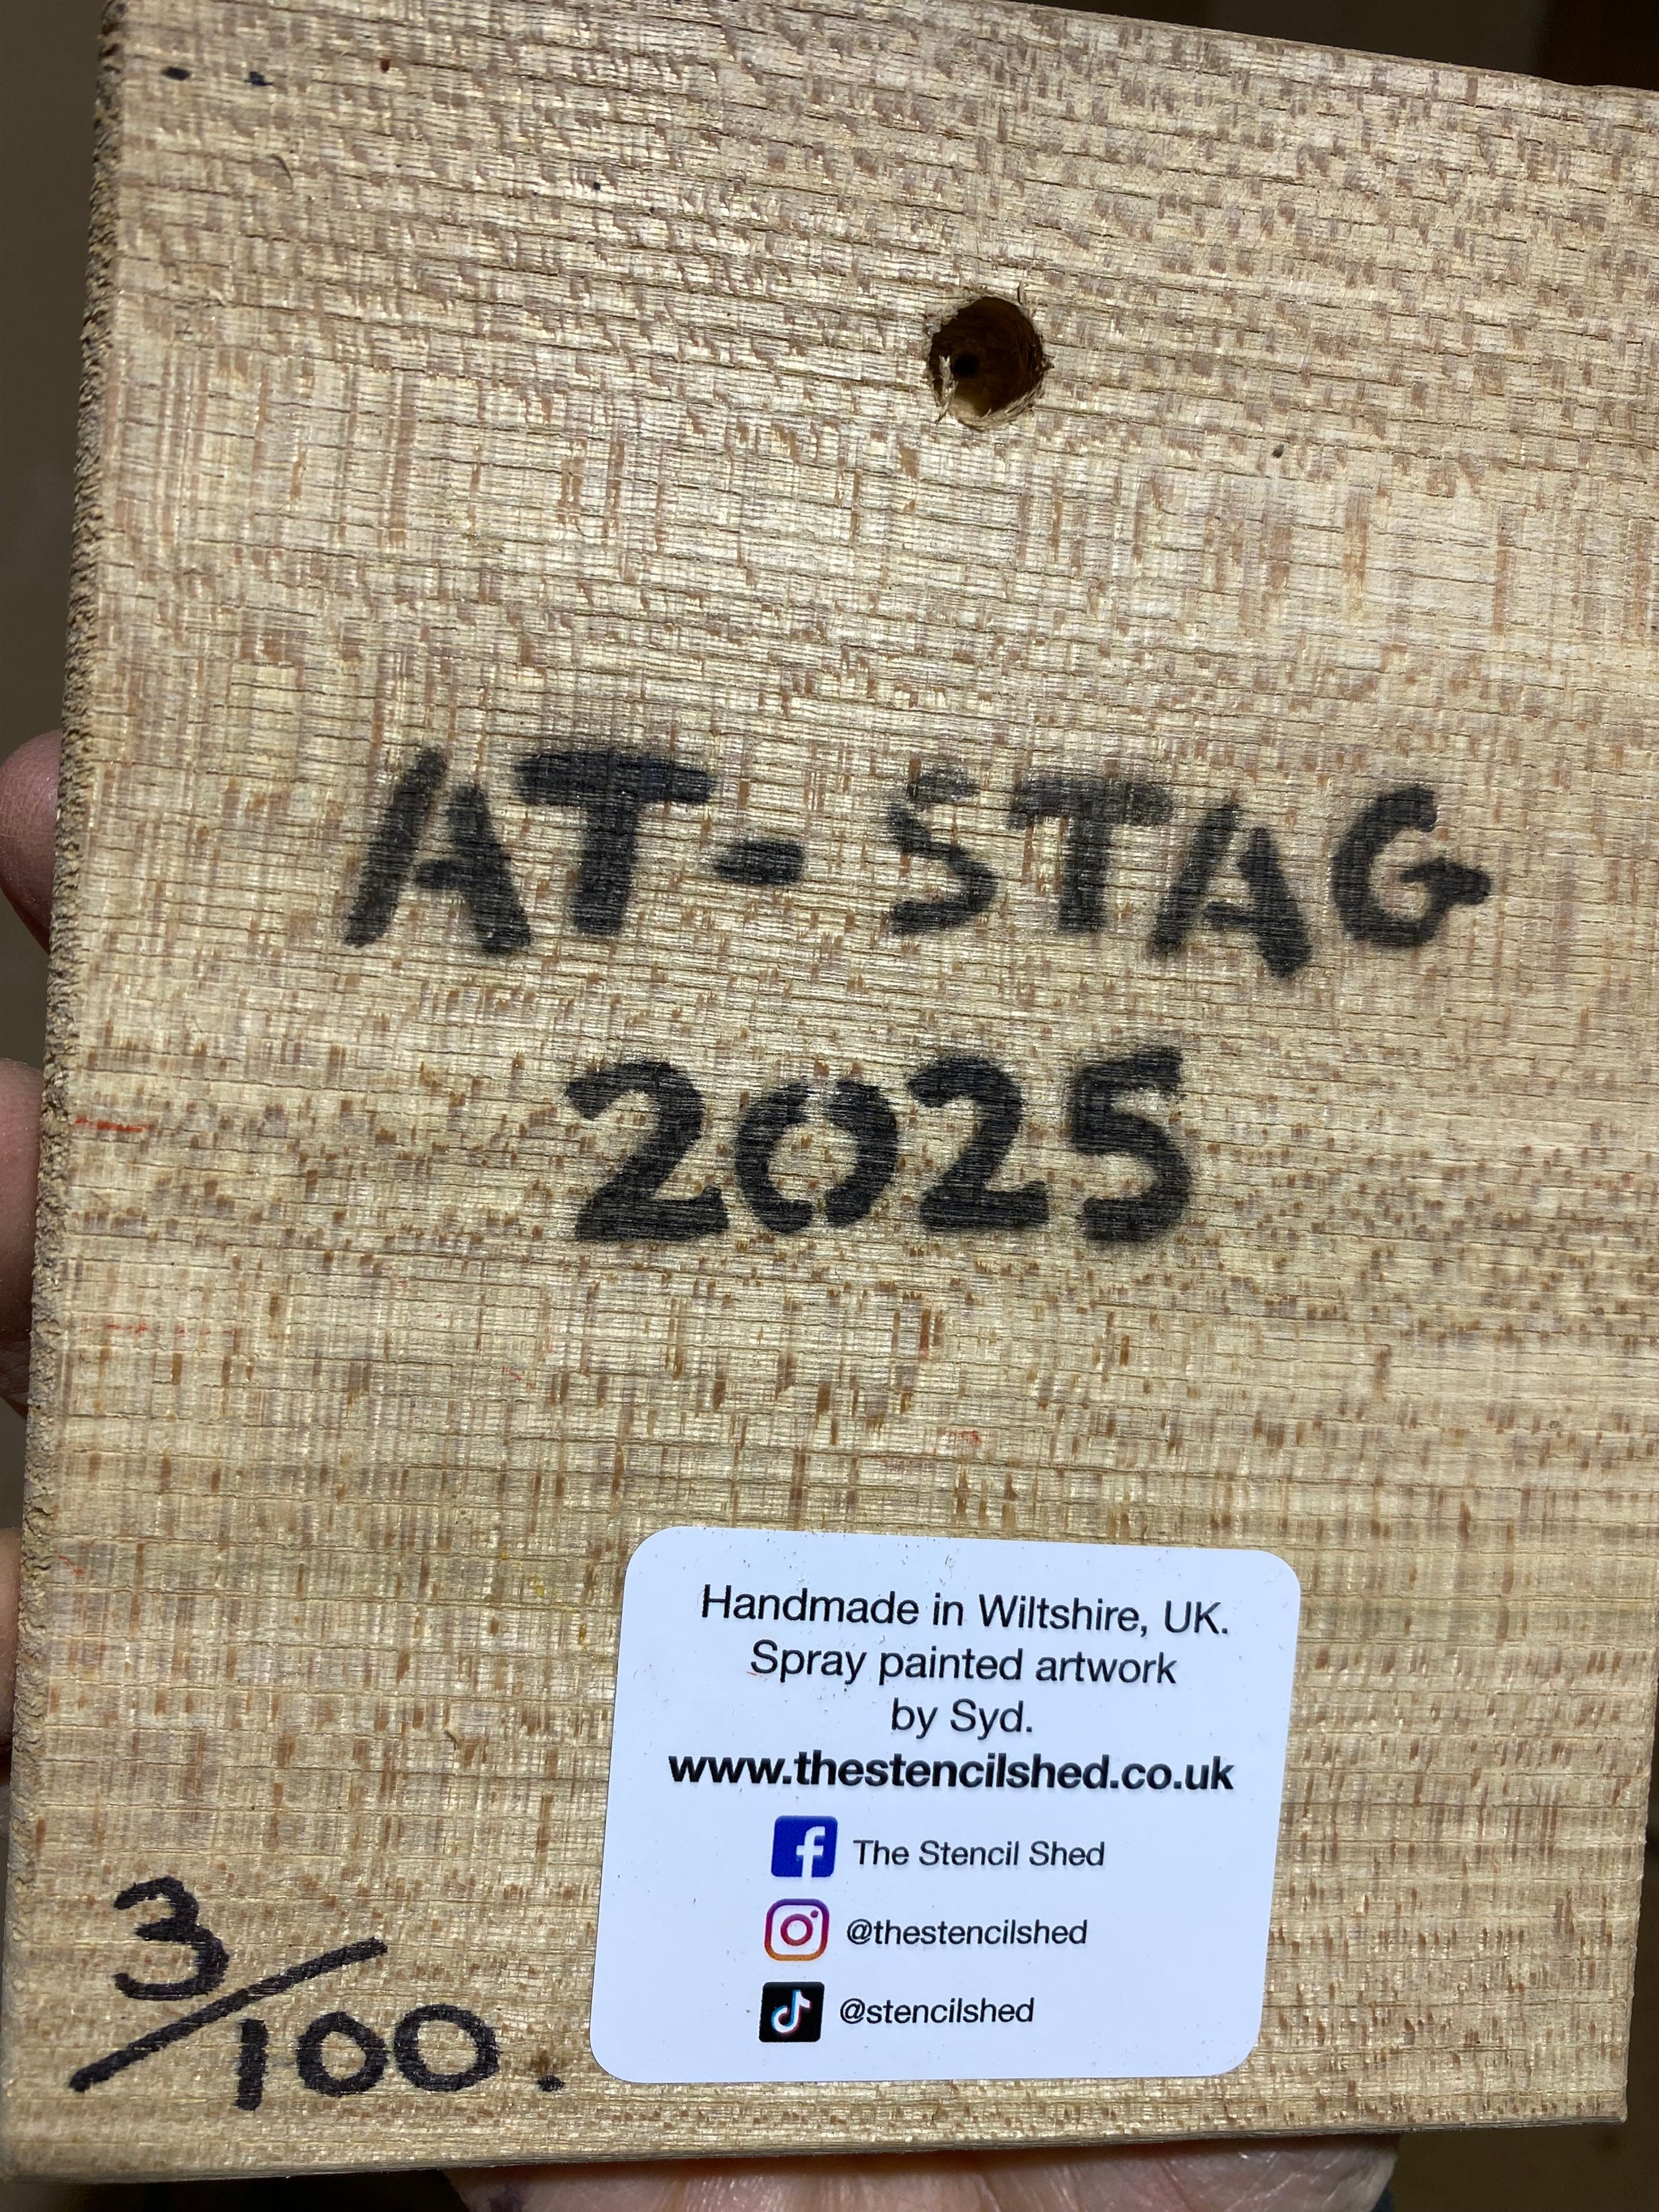 AT-STAG
2025
Handmade in Wiltshire, UK.
Spray painted artwork
by Syd.
www.thestencilshed.co.uk
The Stencil Shed
@thestencilshed
@stencilshed
3/100.